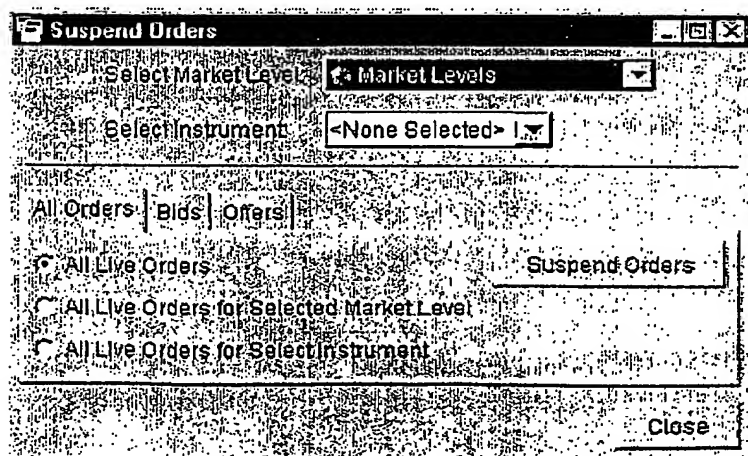 Suspend Orders
Select Market Level: Market Levels
Select Instrument: <None Selected>
All Orders Bids Offers
All Live Orders
Suspend Orders
All Live Orders for Selected Market Level
All Live Orders for Select Instrument
Close